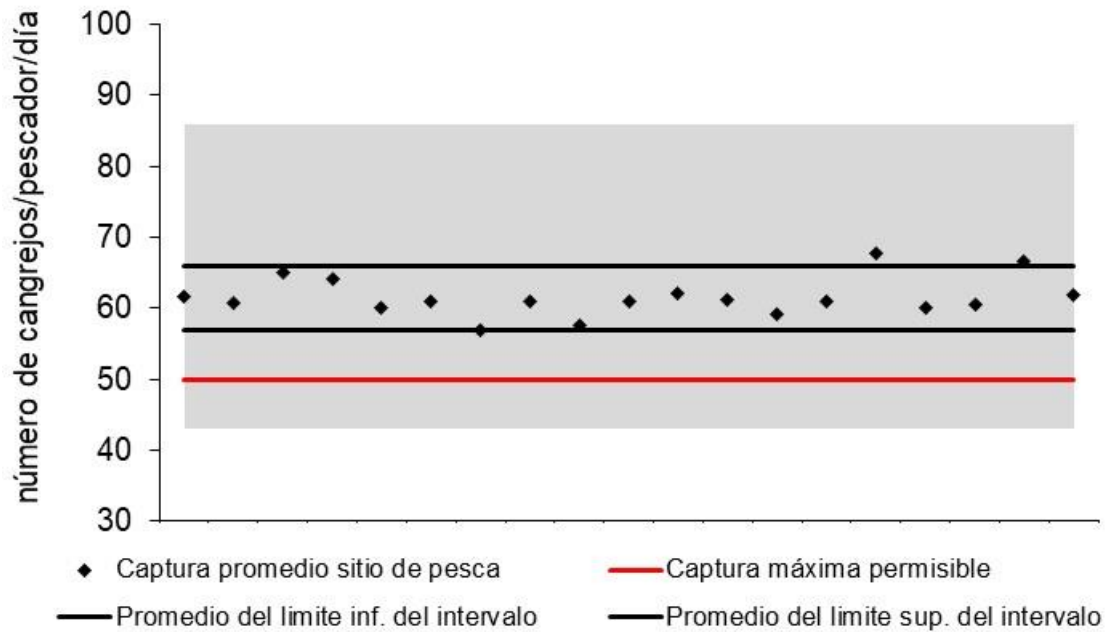 número de cangrejos/pescador/día
100
90
80
70
60
50
40
30
Captura promedio sitio de pesca
Captura máxima permisible
Promedio del limite inf. del intervalo
Promedio del limite sup. del intervalo